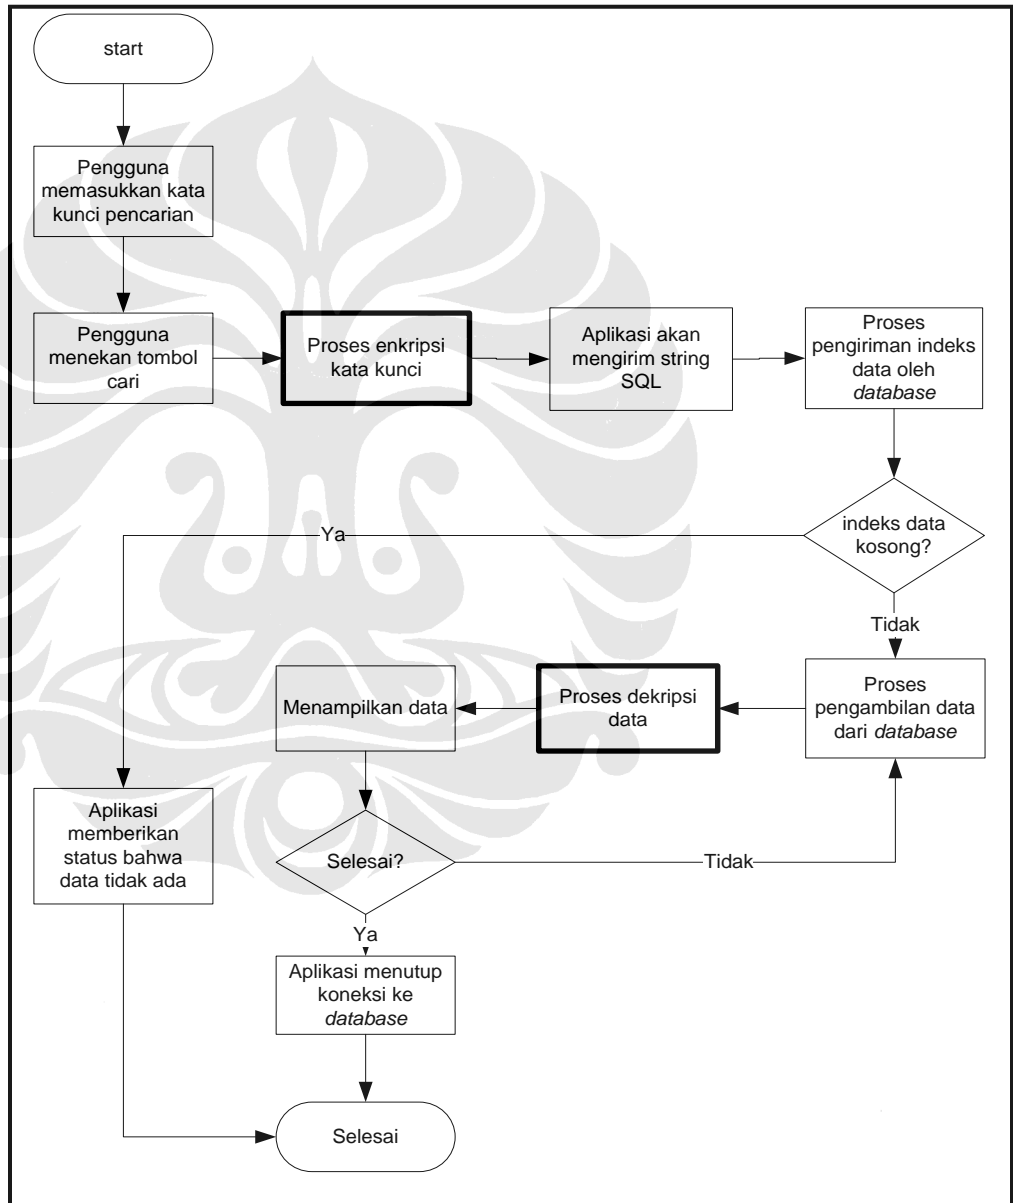 start
Pengguna
memasukkan kata
kunci pencarian
Pengguna
menekan tombol
cari
Proses enkripsi
kata kunci
Aplikasi akan
mengirim string
SQL
Proses
pengiriman indeks
data oleh
database
indeks data
kosong?
Ya
Tidak
Proses
pengambilan data
dari database
Proses dekripsi
data
Menampilkan data
Aplikasi
memberikan
status bahwa
data tidak ada
Selesai?
Tidak
Ya
Aplikasi menutup
koneksi ke
database
Selesai